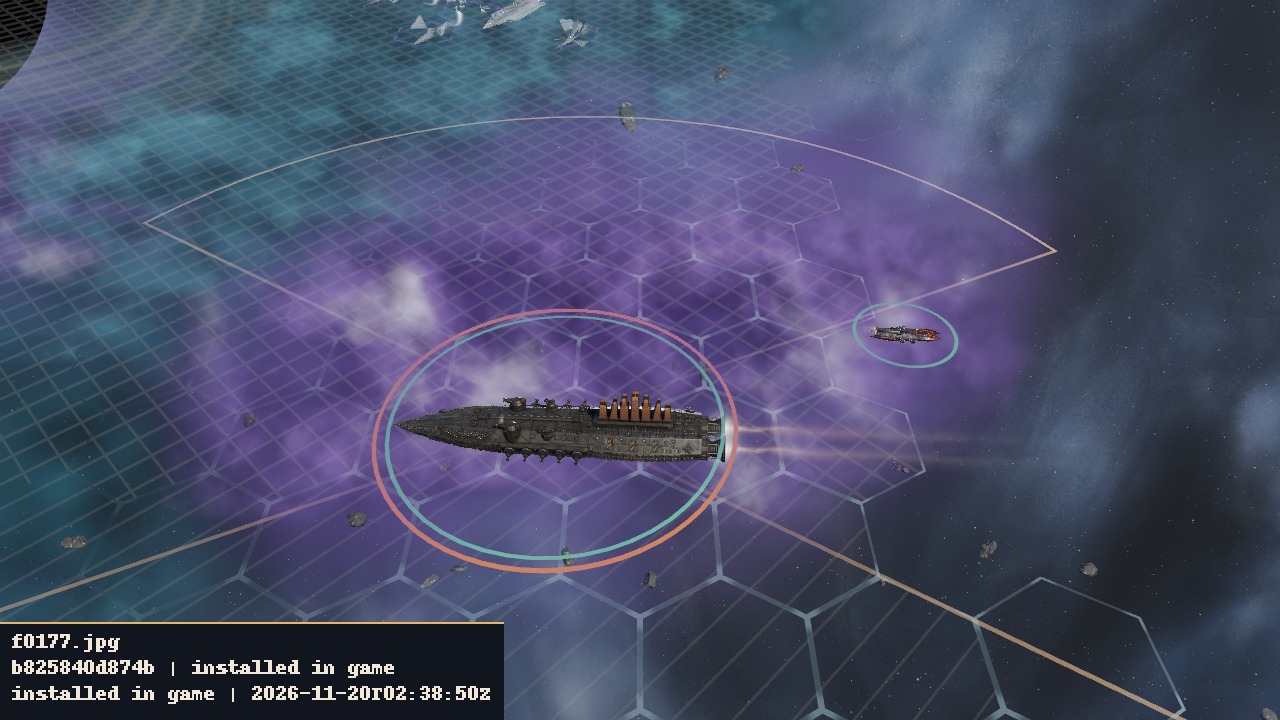 f0177.jpg
b825840d874b | installed in game
installed in game | 2026-11-20T02:38:50Z